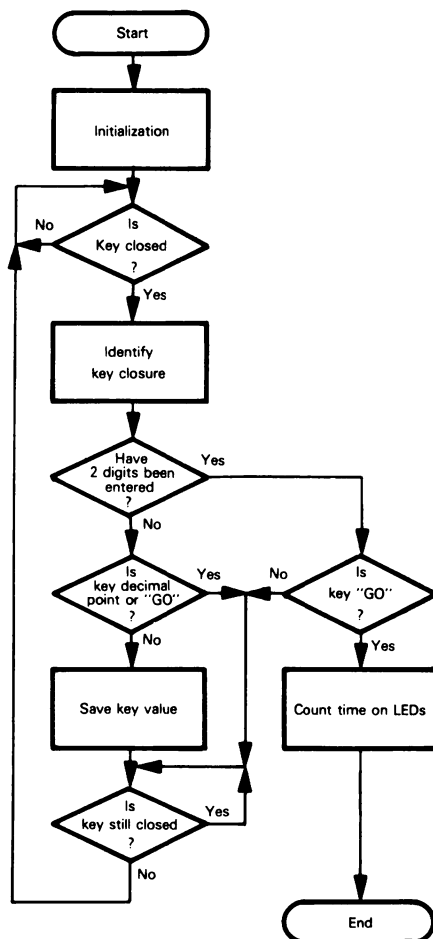 Start
Initialization
No
Is
Key closed
?
Yes
Identify
key closure
Have
2 digits been
entered
?
Yes
No
Is
key decimal
point or "GO"
?
Yes
No
No
Is
key "GO"
?
Yes
Save key value
Count time on LEDs
Is
key still closed
?
Yes
No
End